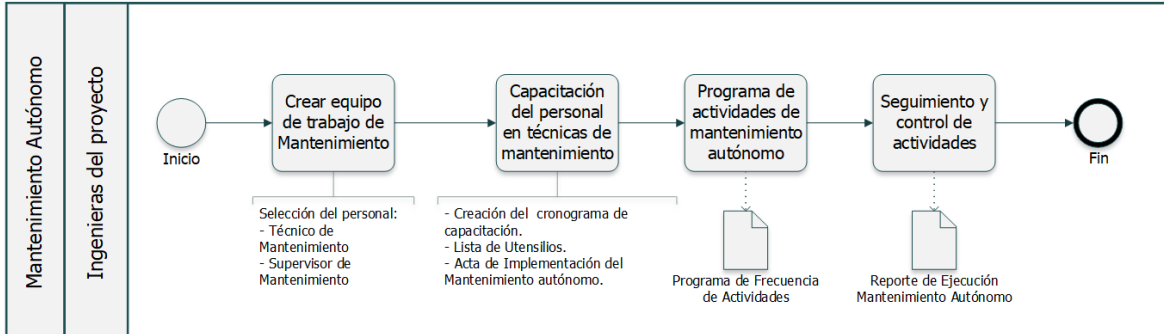 Mantenimiento Autónomo
Ingenieras del proyecto
Inicio
Crear equipo
de trabajo de
Mantenimiento
Capacitación
del personal
en técnicas de
mantenimiento
Programa de
actividades de
mantenimiento
autónomo
Seguimiento y
control de
actividades
Fin
Selección del personal:
- Técnico de
Mantenimiento
- Supervisor de
Mantenimiento
- Creación del cronograma de
capacitación.
- Lista de Utensilios.
- Acta de Implementación del
Mantenimiento autónomo.
Programa de Frecuencia
de Actividades
Reporte de Ejecución
Mantenimiento Autónomo